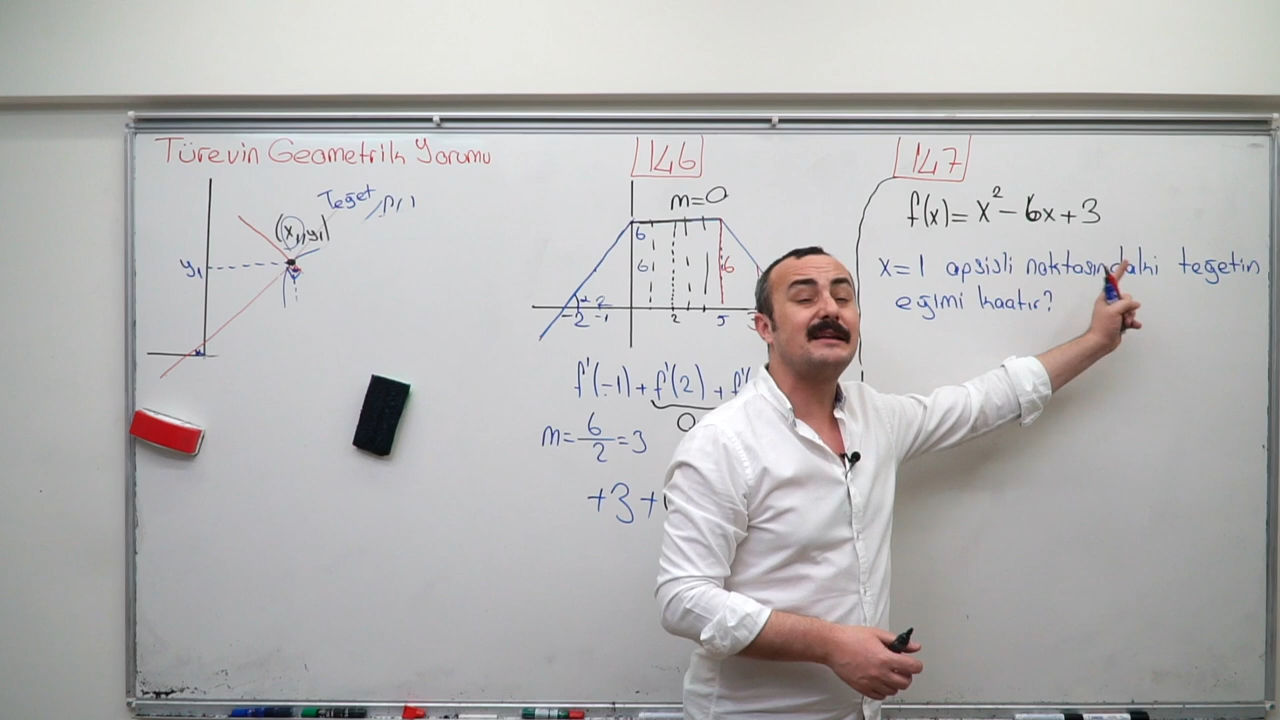 Türevin Geometrik Yorumu
Teğet
(x₁,y₁)
y₁
146
m=0
6
6
6
2
-2
-1
2
5
f'(-1)+f'(2)+f'
0
m=6/2=3
+3+
147
f(x)=x²-6x+3
x=1 apsisli noktasındaki teğetin
eğimi kaçtır?